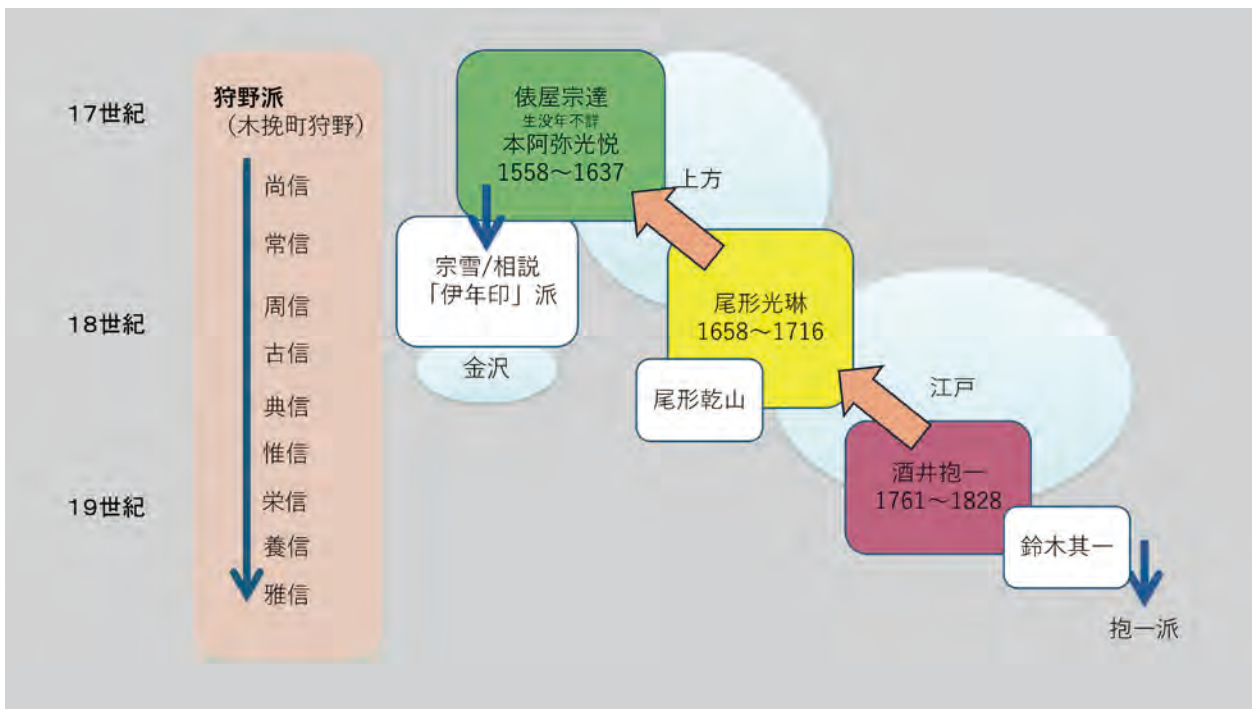 17世紀
18世紀
19世紀
狩野派
（木挽町狩野）
尚信
常信
周信
古信
典信
惟信
栄信
養信
雅信
俵屋宗達
生没年不詳
本阿弥光悦
1558～1637
上方
宗雪/相説
「伊年印」派
金沢
尾形光琳
1658～1716
尾形乾山
江戸
酒井抱一
1761～1828
鈴木其一
抱一派